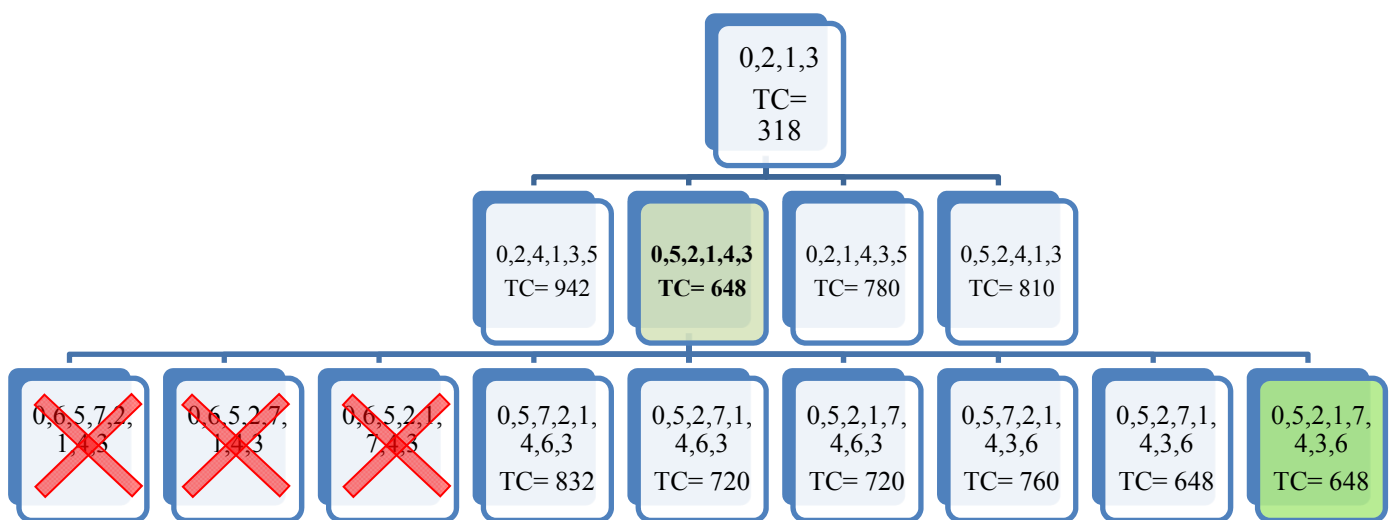 0,2,1,3
TC=
318
0,2,4,1,3,5
TC= 942
0,5,2,1,4,3
TC= 648
0,2,1,4,3,5
TC= 780
0,5,2,4,1,3
TC= 810
0,6,5,7,2,
1,4,3
0,6,5,2,7,
1,4,3
0,6,5,2,1,
7,4,3
0,5,7,2,1,
4,6,3
TC= 832
0,5,2,7,1,
4,6,3
TC= 720
0,5,2,1,7,
4,6,3
TC= 720
0,5,7,2,1,
4,3,6
TC= 760
0,5,2,7,1,
4,3,6
TC= 648
0,5,2,1,7,
4,3,6
TC= 648